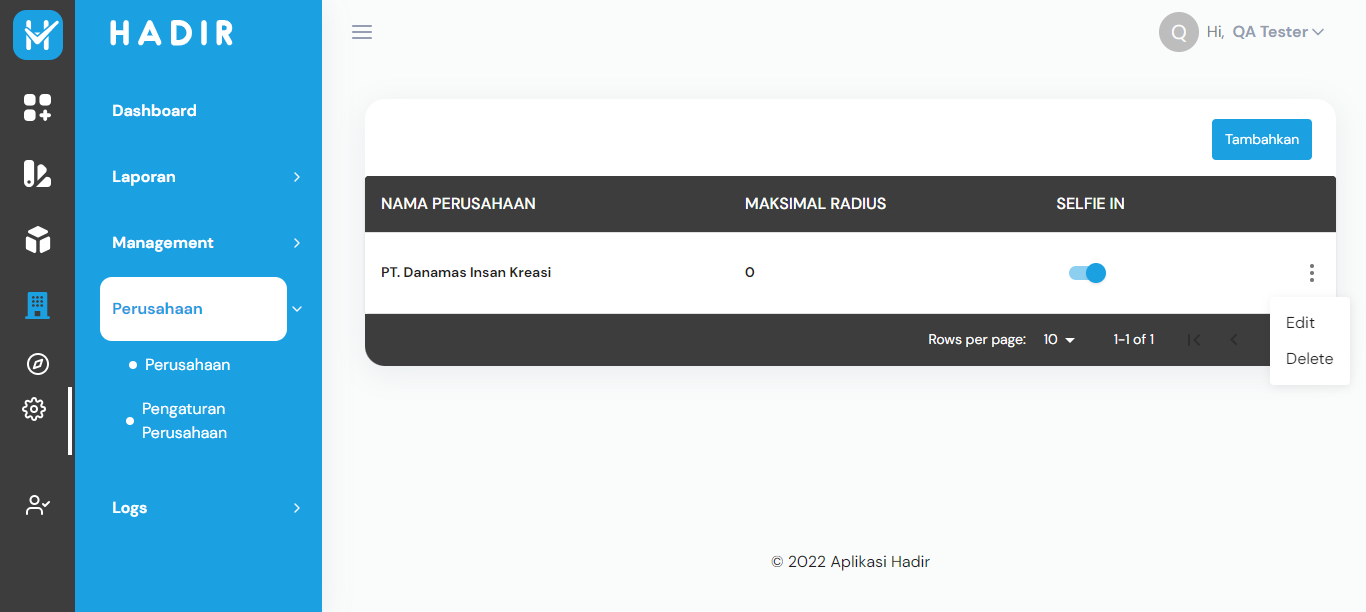 HADIR
Q
Hi, QA Tester
Dashboard
Laporan
Management
Perusahaan
Perusahaan
Pengaturan
Perusahaan
Logs
Tambahkan
NAMA PERUSAHAAN MAKSIMAL RADIUS SELFIE IN
PT. Danamas Insan Kreasi 0
Edit
Delete
Rows per page: 10 1-1 of 1
© 2022 Aplikasi Hadir